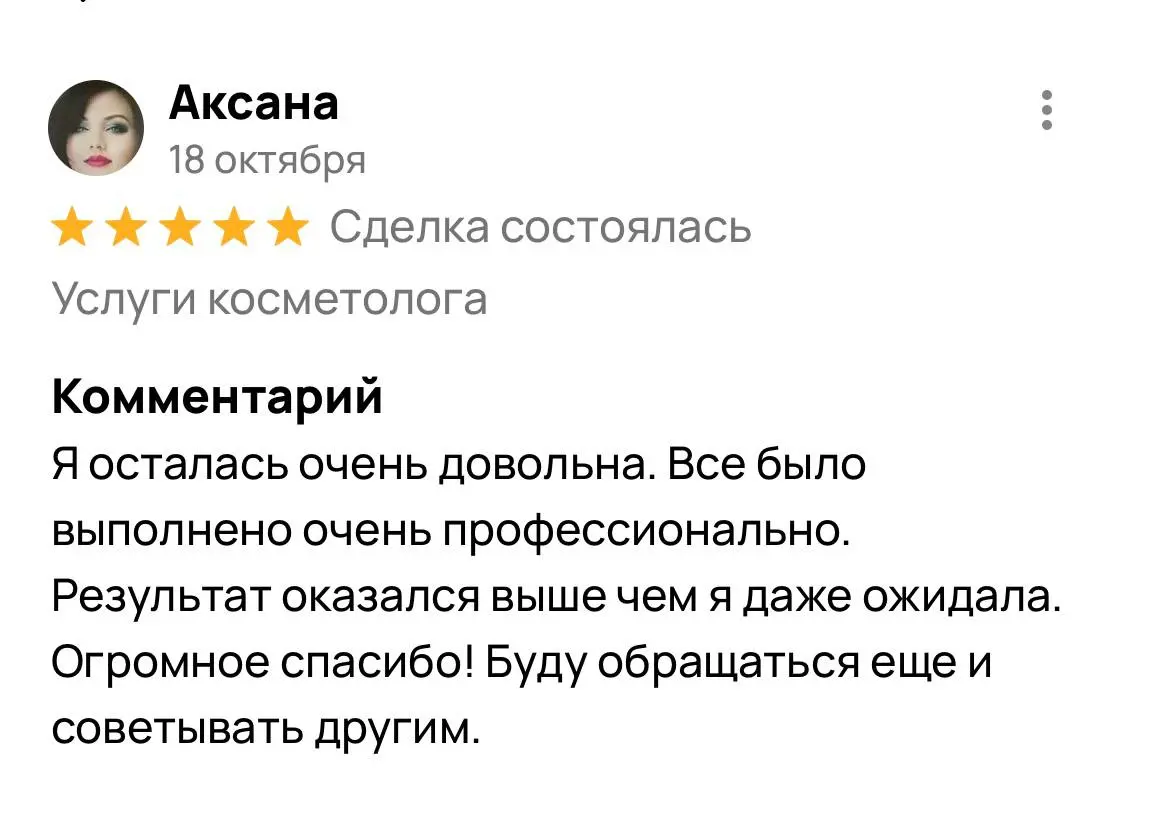 Аксана
18 октября
Сделка состоялась
Услуги косметолога
Комментарий
Я осталась очень довольна. Все было
выполнено очень профессионально.
Результат оказался выше чем я даже ожидала.
Огромное спасибо! Буду обращаться еще и
советывать другим.